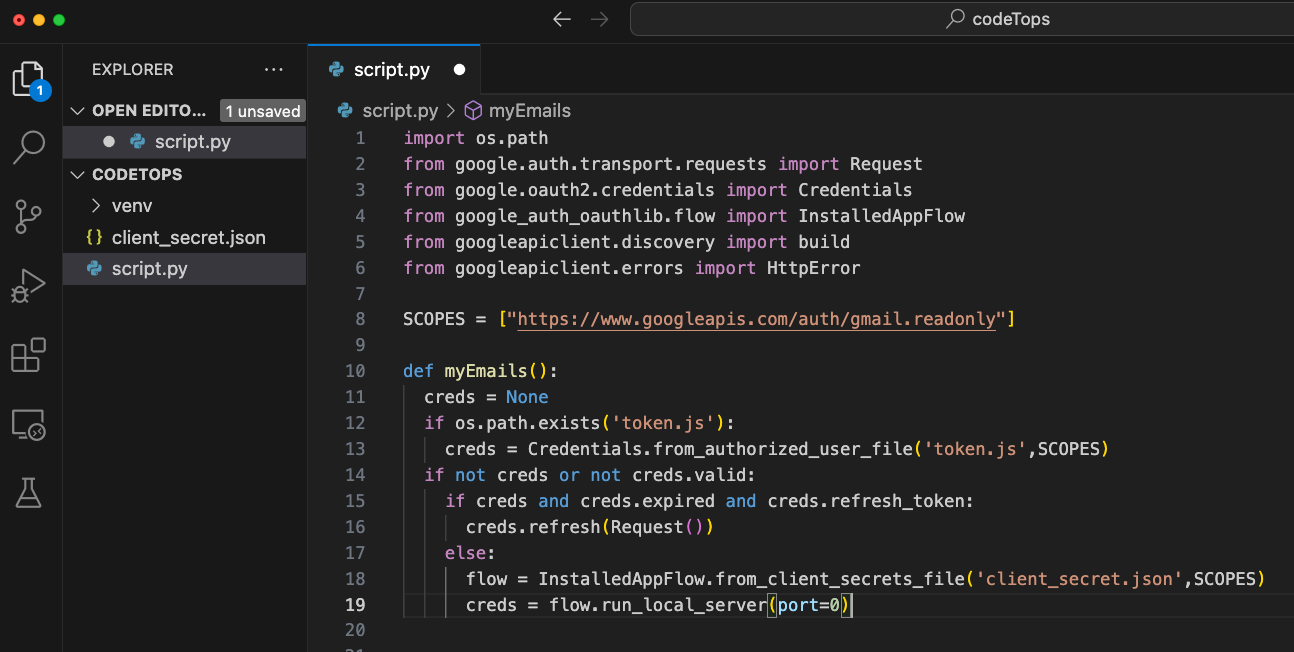 codeTops
EXPLORER ...
script.py
1
OPEN EDITO... 1 unsaved
script.py
CODETOPS
venv
{} client_secret.json
script.py
script.py > myEmails
1 import os.path
2 from google.auth.transport.requests import Request
3 from google.oauth2.credentials import Credentials
4 from google_auth_oauthlib.flow import InstalledAppFlow
5 from googleapiclient.discovery import build
6 from googleapiclient.errors import HttpError
7
8 SCOPES = ["https://www.googleapis.com/auth/gmail.readonly"]
9
10 def myEmails():
11 creds = None
12 if os.path.exists('token.js'):
13 creds = Credentials.from_authorized_user_file('token.js',SCOPES)
14 if not creds or not creds.valid:
15 if creds and creds.expired and creds.refresh_token:
16 creds.refresh(Request())
17 else:
18 flow = InstalledAppFlow.from_client_secrets_file('client_secret.json',SCOPES)
19 creds = flow.run_local_server(port=0)
20